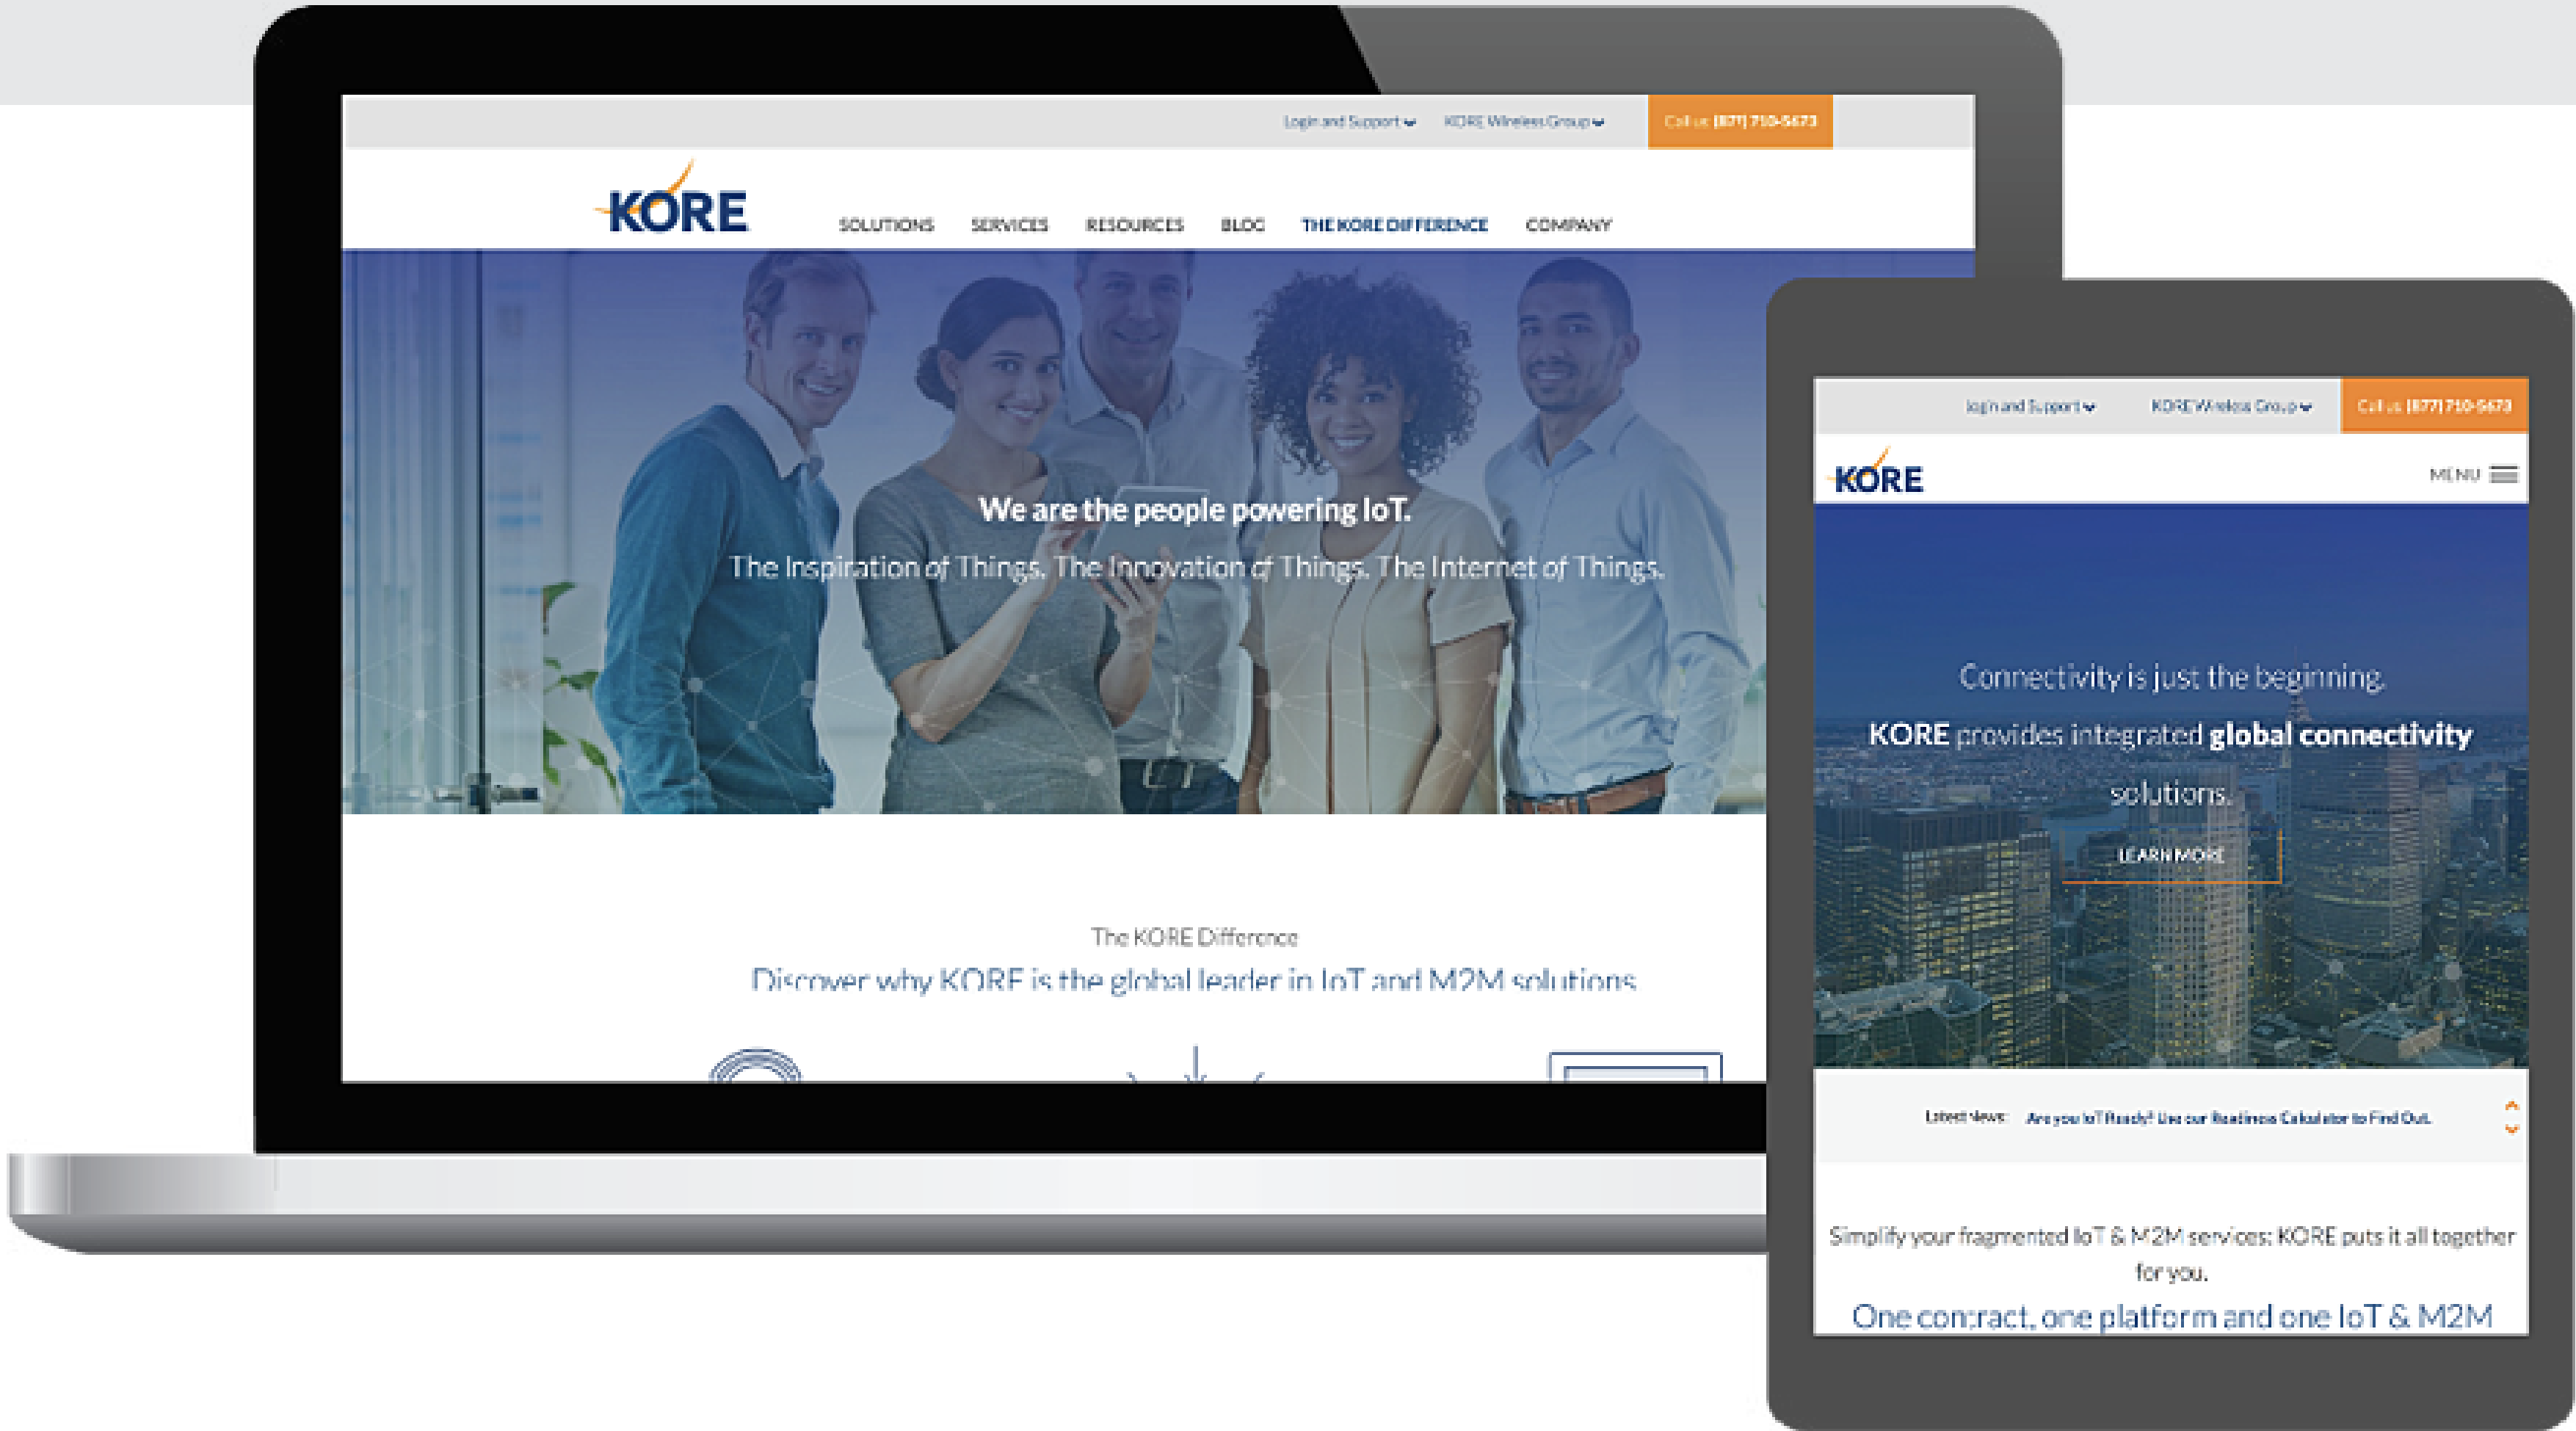 Login and Support
KORE Wireless Group
Call us (877) 710-5673
KORE
SOLUTIONS
SERVICES
RESOURCES
BLOG
THE KORE DIFFERENCE
COMPANY
We are the people powering IoT.
The Inspiration of Things. The Innovation of Things. The Internet of Things.
The KORE Difference
Discover why KORE is the global leader in IoT and M2M solutions
Login and Support
KORE Wireless Group
Call us (877) 710-5673
KORE
MENU
Connectivity is just the beginning.
KORE provides integrated global connectivity
solutions.
LEARN MORE
Latest News: Are you IoT Ready? Use our Readiness Calculator to Find Out.
Simplify your fragmented IoT & M2M services: KORE puts it all together
for you.
One contract, one platform and one IoT & M2M